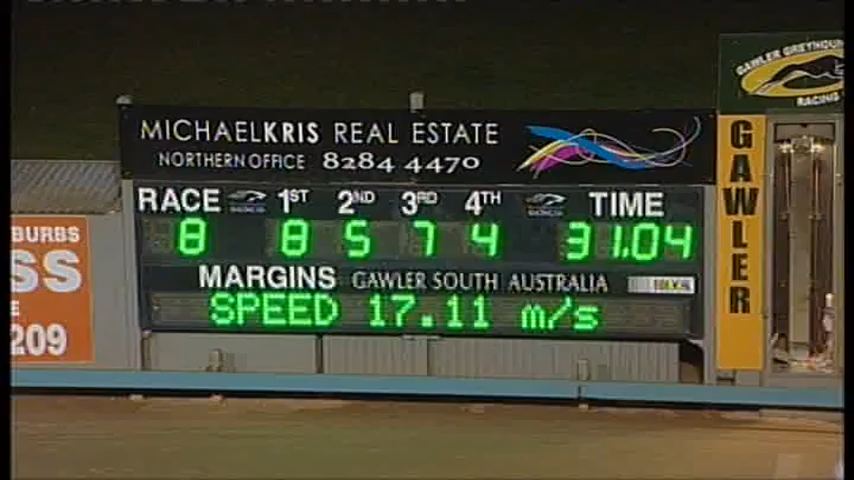 GAWLER GREYHOUND
RACING
MICHAELKRIS REAL ESTATE
NORTHERN OFFICE 8284 4470
RACE 1ST 2ND 3RD 4TH TIME
8 8 5 7 4 31.04
MARGINS GAWLER SOUTH AUSTRALIA
SPEED 17.11 m/s
BURBS
SS
E
209
GAWLER